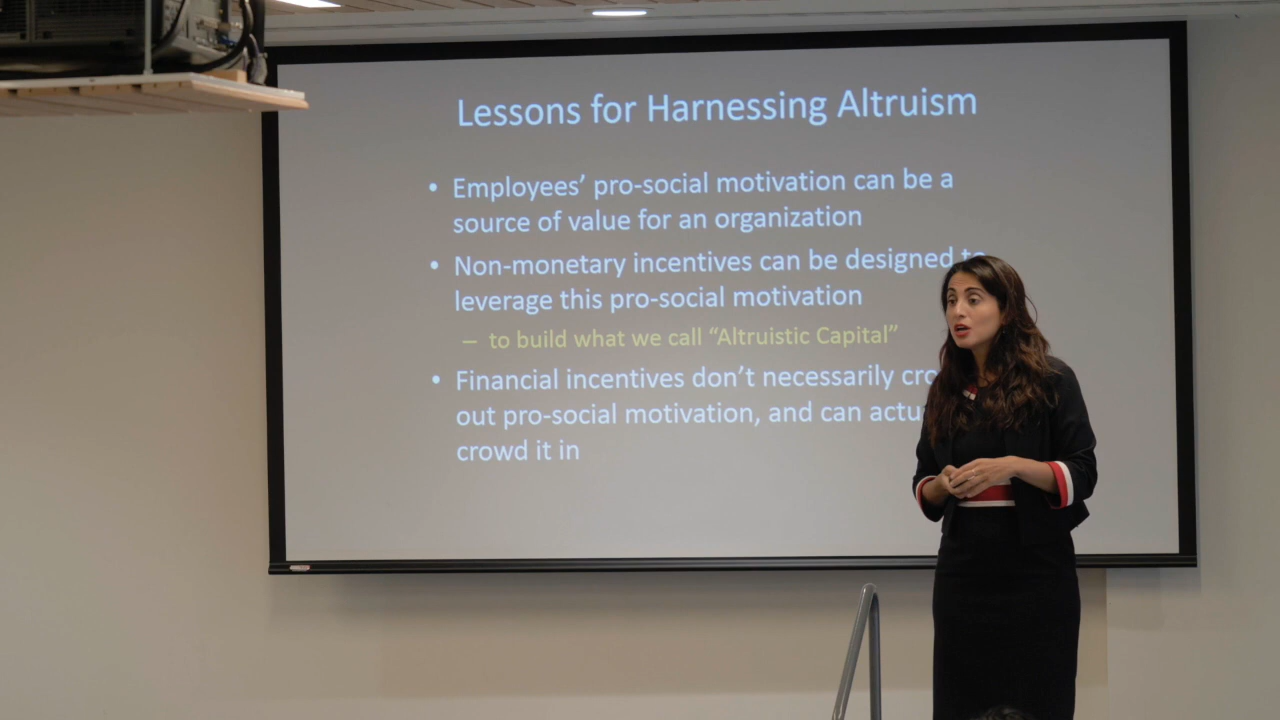 Lessons for Harnessing Altruism
• Employees’ pro-social motivation can be a
source of value for an organization
• Non-monetary incentives can be designed to
leverage this pro-social motivation
– to build what we call “Altruistic Capital”
• Financial incentives don’t necessarily
out pro-social motivation, and can
crowd it in